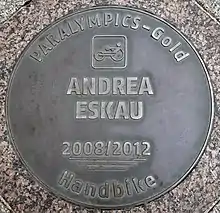 PARALYMPICS-Gold
ANDREA
ESKAU
2008/2012
Handbike